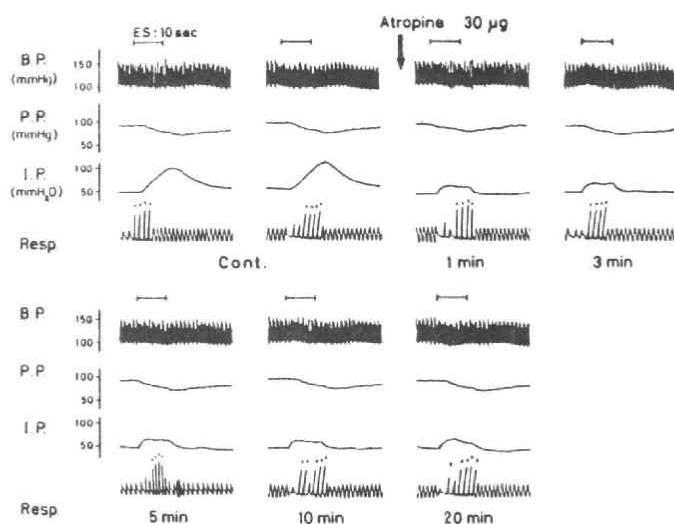 Atropine 30 µg
ES: 10 sec
B.P.
(mmHg)
150
100
P.P.
(mmHg)
100
50
I.P.
(mmH₂O)
100
50
Resp.
Cont.
1 min
3 min
B.P.
150
100
P.P.
100
50
I.P.
100
50
Resp.
5 min
10 min
20 min